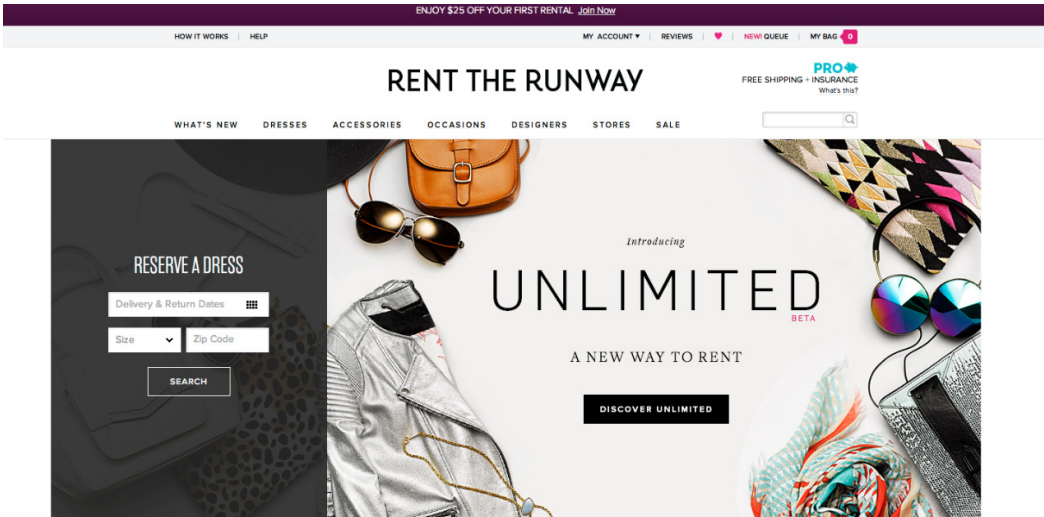 ENJOY $25 OFF YOUR FIRST RENTAL Join Now
HOW IT WORKS | HELP
MY ACCOUNT ▼ | REVIEWS | ♥ | NEW! QUEUE | MY BAG 0
RENT THE RUNWAY
PRO
FREE SHIPPING + INSURANCE
What's this?
WHAT'S NEW DRESSES ACCESSORIES OCCASIONS DESIGNERS STORES SALE
RESERVE A DRESS
Delivery & Return Dates
Size Zip Code
SEARCH
Introducing
UNLIMITED
BETA
A NEW WAY TO RENT
DISCOVER UNLIMITED